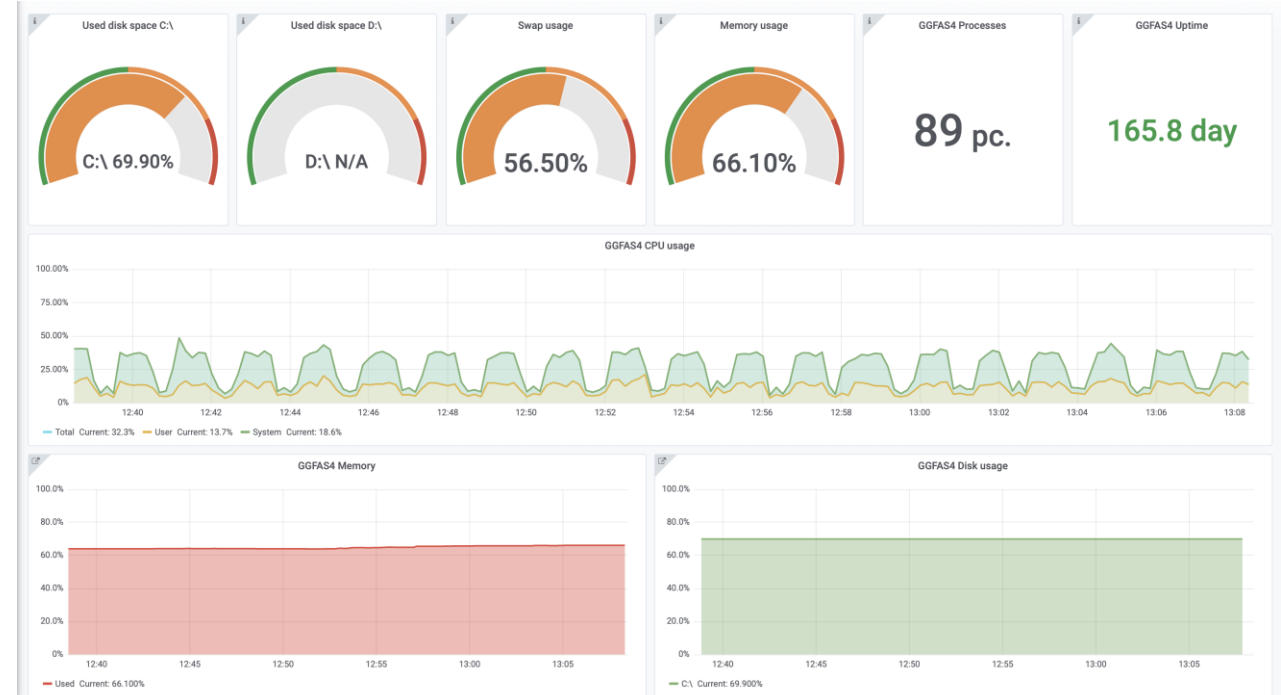 Used disk space C:\
Used disk space D:\
Swap usage
Memory usage
GGFAS4 Processes
GGFAS4 Uptime
C:\ 69.90%
D:\ N/A
56.50%
66.10%
89 pc.
165.8 day
GGFAS4 CPU usage
100.00%
75.00%
50.00%
25.00%
0%
12:40 12:42 12:44 12:46 12:48 12:50 12:52 12:54 12:56 12:58 13:00 13:02 13:04 13:06 13:08
Total Current: 32.3% User Current: 13.7% System Current: 18.6%
GGFAS4 Memory
100.0%
80.0%
60.0%
40.0%
20.0%
0%
12:40 12:45 12:50 12:55 13:00 13:05
Used Current: 66.100%
GGFAS4 Disk usage
100.0%
80.0%
60.0%
40.0%
20.0%
0%
12:40 12:45 12:50 12:55 13:00 13:05
C:\ Current: 69.900%